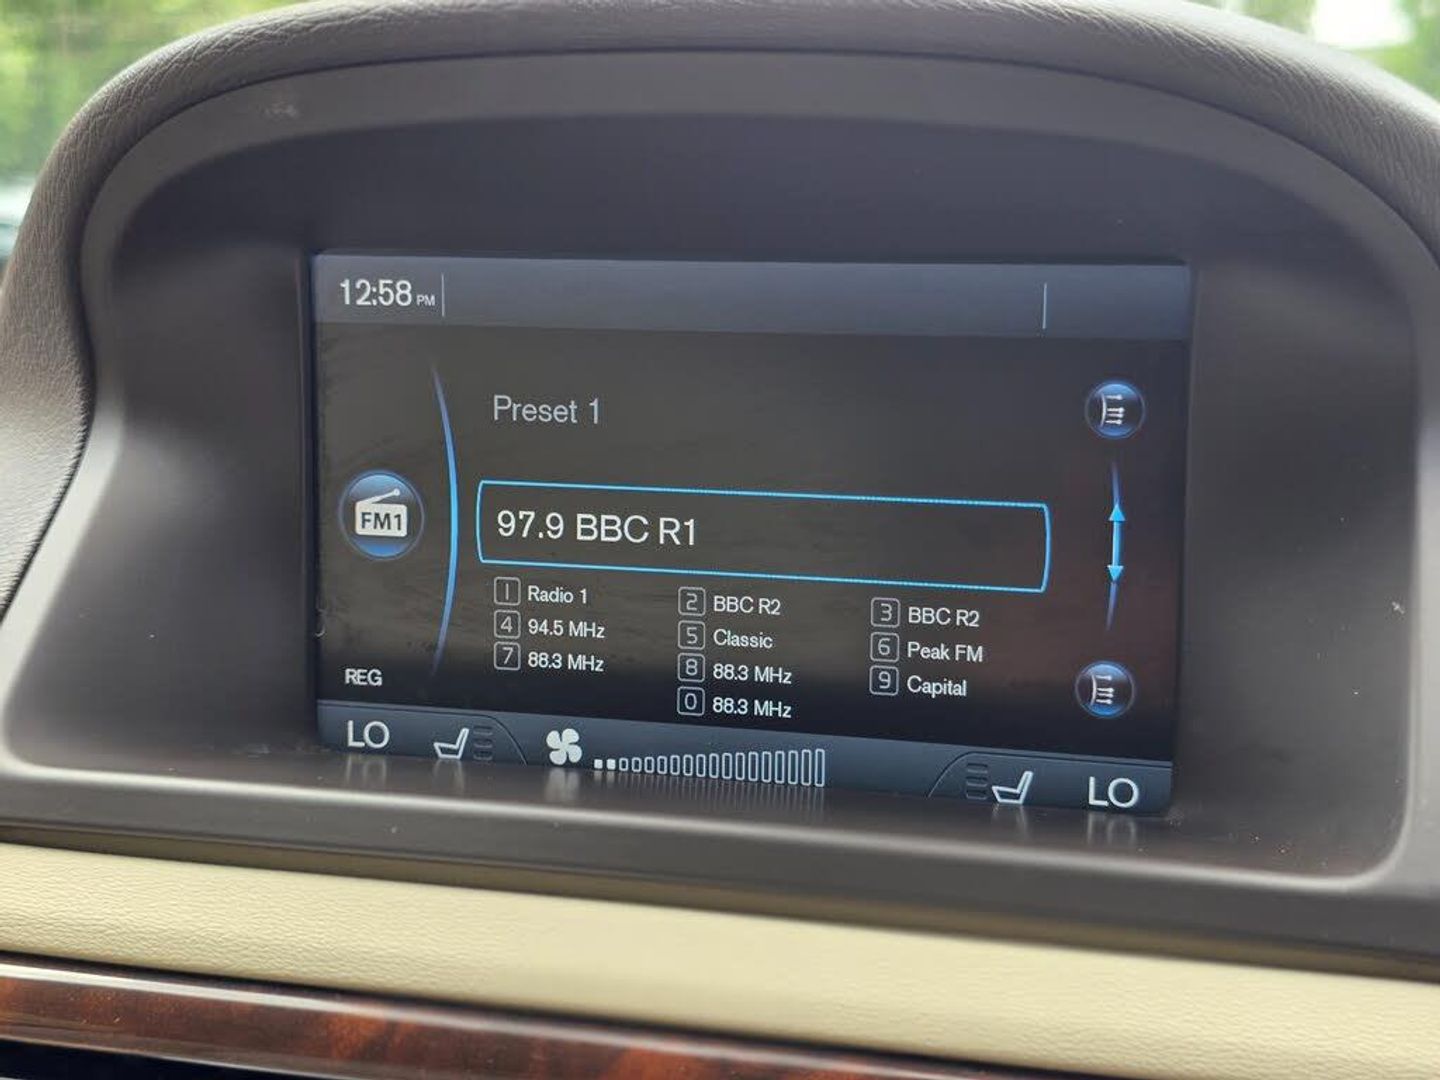 12:58 PM
Preset 1
FM1
97.9 BBC R1
1 Radio 1 2 BBC R2 3 BBC R2
4 94.5 MHz 5 Classic 6 Peak FM
7 88.3 MHz 8 88.3 MHz 9 Capital
0 88.3 MHz
REG
LO LO